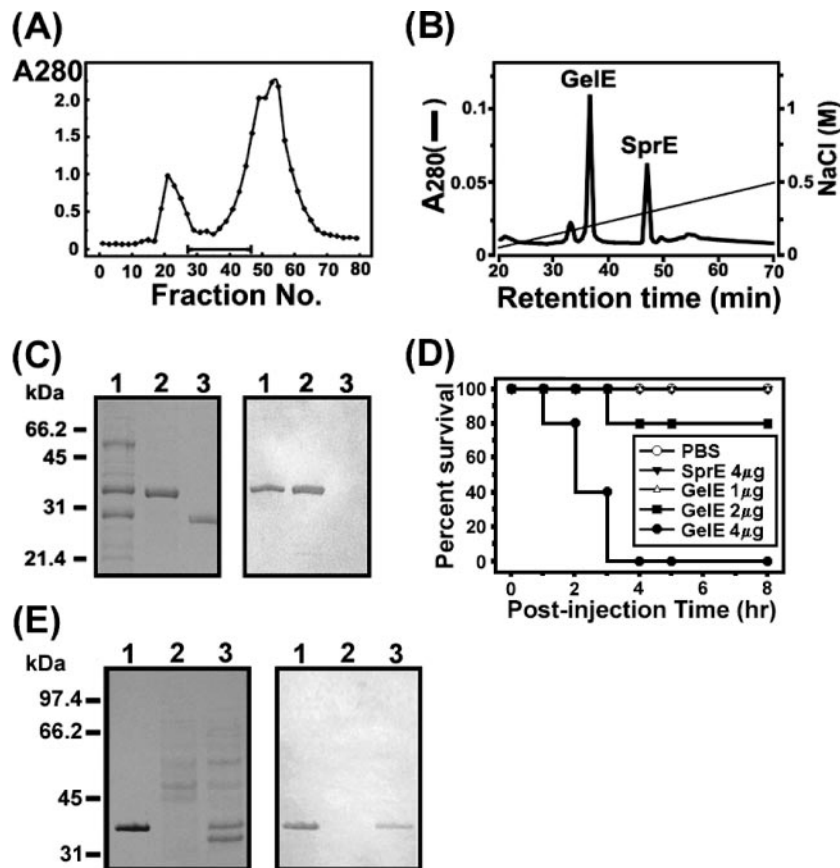 (A)
A280
2.0
1.5
1.0
0.5
0
0 10 20 30 40 50 60 70 80
Fraction No.
(B)
GelE
SprE
0.1
0.05
0
A280(━)
1
0.5
0
NaCl (M)
20 30 40 50 60 70
Retention time (min)
(C)
kDa
1 2 3
1 2 3
66.2
45
31
21.4
(D)
Percent survival
100
80
60
40
20
0
PBS
SprE 4μg
GelE 1μg
GelE 2μg
GelE 4μg
0 2 4 6 8
Post-injection Time (hr)
(E)
kDa
1 2 3
1 2 3
97.4
66.2
45
31